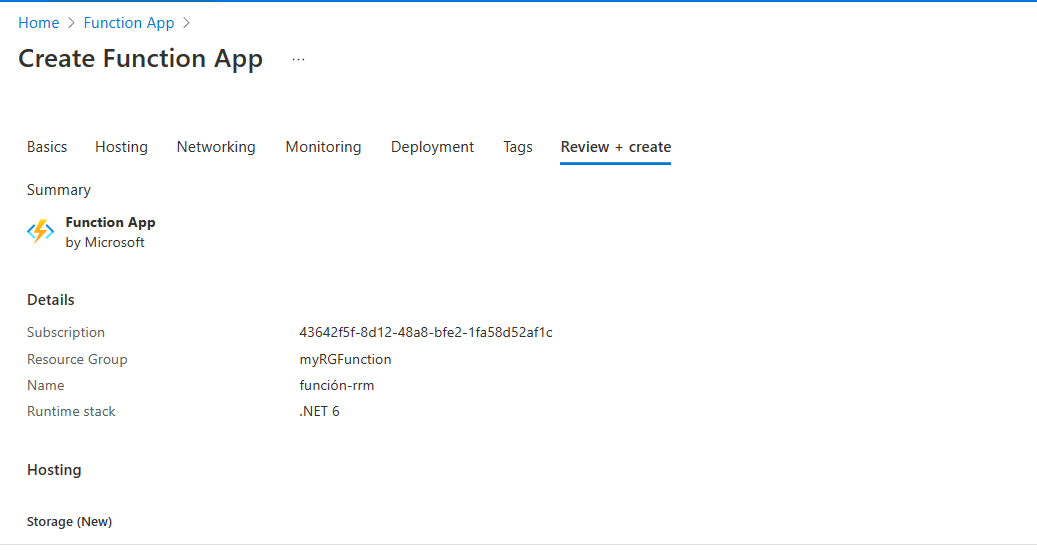 Home > Function App >
Create Function App ...
Basics Hosting Networking Monitoring Deployment Tags Review + create
Summary
Function App
by Microsoft
Details
Subscription 43642f5f-8d12-48a8-bfe2-1fa58d52af1c
Resource Group myRGFunction
Name función-rrm
Runtime stack .NET 6
Hosting
Storage (New)